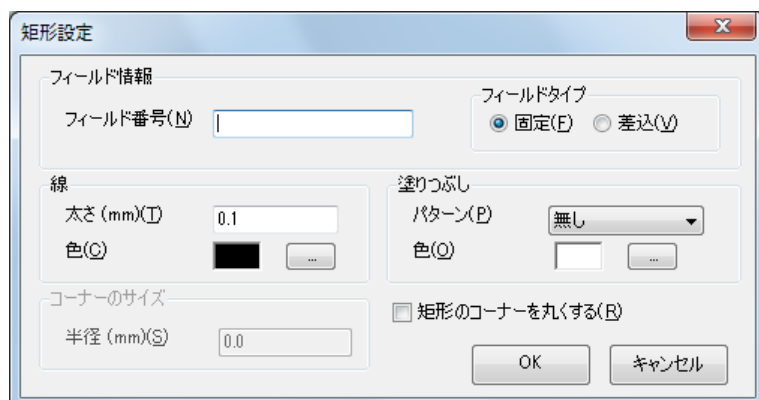 矩形設定
フィールド情報
フィールド番号(N)
フィールドタイプ
固定(F) 差込(V)
線
太さ(mm)(T) 0.1
色(C) ...
塗りつぶし
パターン(P) 無し
色(O) ...
コーナーのサイズ
半径(mm)(S) 0.0
矩形のコーナーを丸くする(R)
OK キャンセル